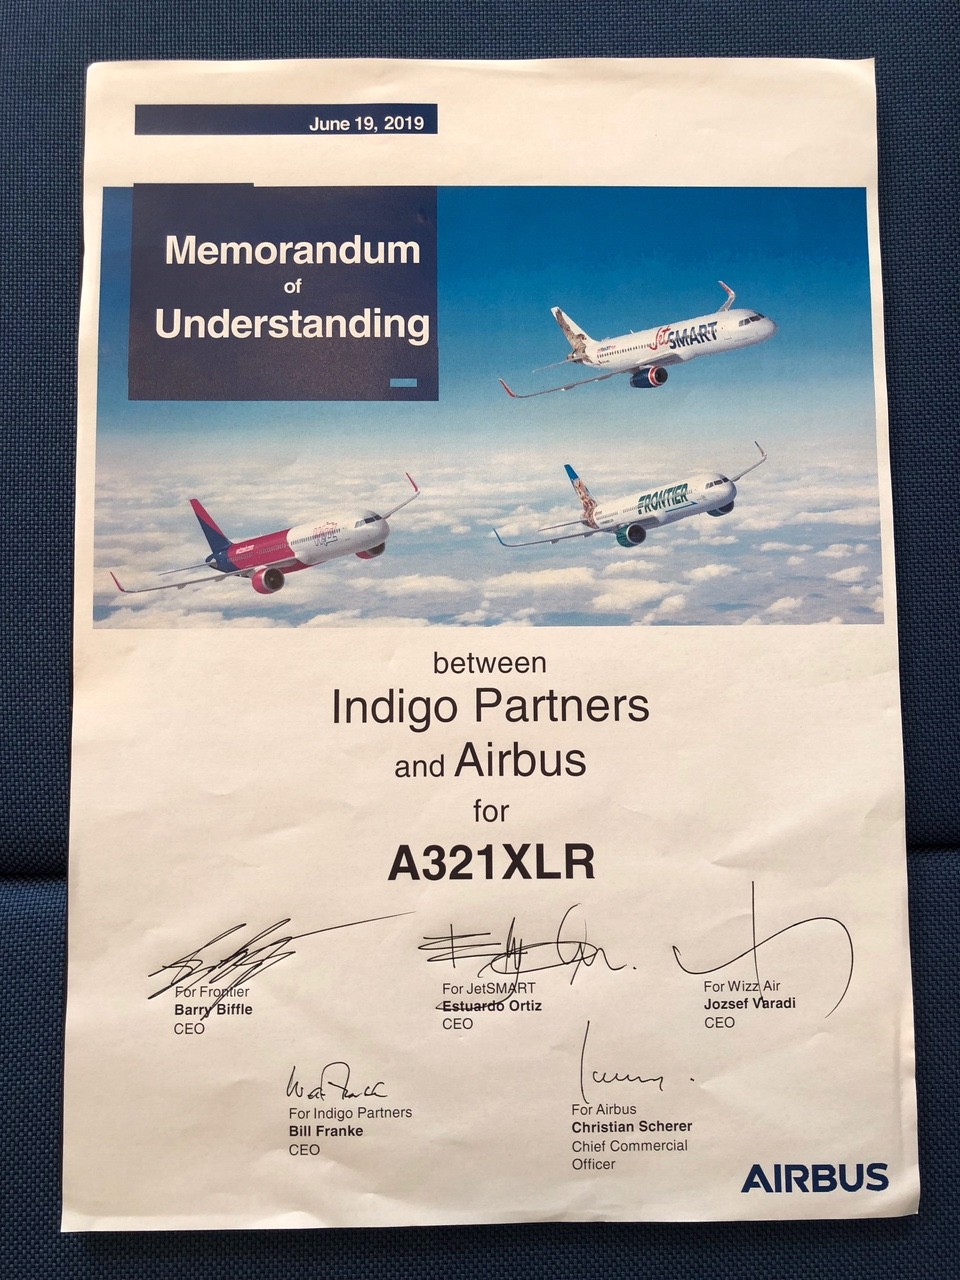 June 19, 2019
Memorandum
of
Understanding
JetSMART
FRONTIER
between
Indigo Partners
and Airbus
for
A321XLR
For Frontier
Barry Biffle
CEO
For JetSMART
Estuardo Ortiz
CEO
For Wizz Air
Jozsef Varadi
CEO
For Indigo Partners
Bill Franke
CEO
For Airbus
Christian Scherer
Chief Commercial
Officer
AIRBUS